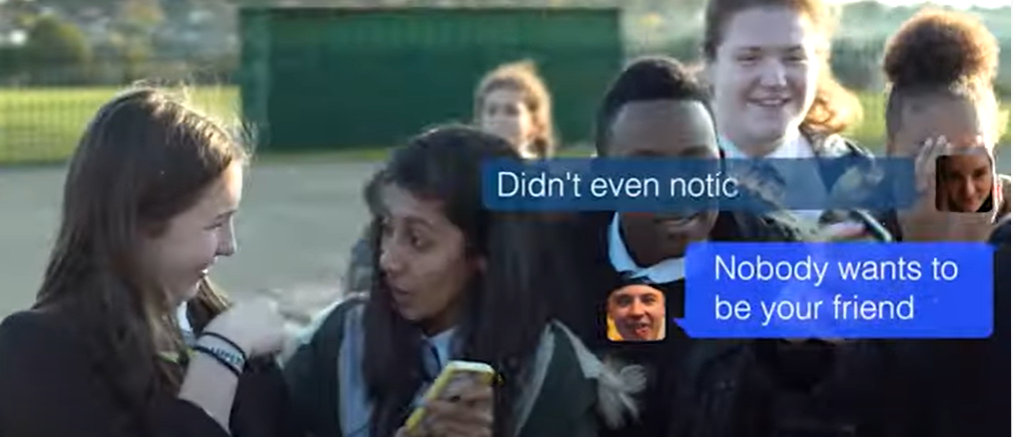 Didn't even notic
Nobody wants to
be your friend